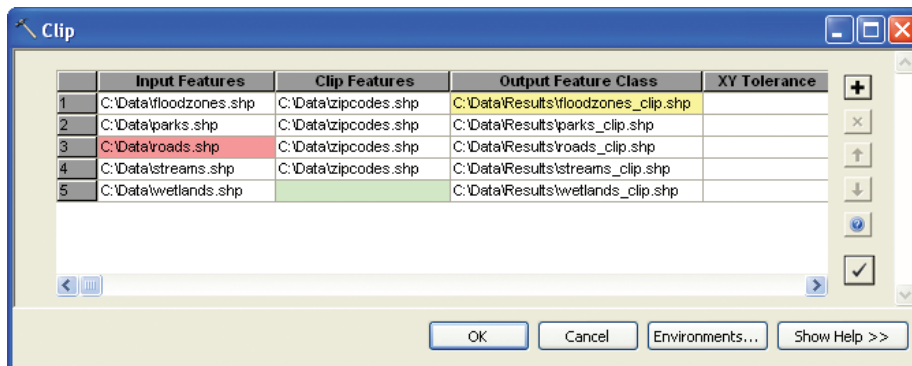 Clip
Input Features Clip Features Output Feature Class XY Tolerance
1 C:\Data\floodzones.shp C:\Data\zipcodes.shp C:\Data\Results\floodzones_clip.shp
2 C:\Data\parks.shp C:\Data\zipcodes.shp C:\Data\Results\parks_clip.shp
3 C:\Data\roads.shp C:\Data\zipcodes.shp C:\Data\Results\roads_clip.shp
4 C:\Data\streams.shp C:\Data\zipcodes.shp C:\Data\Results\streams_clip.shp
5 C:\Data\wetlands.shp C:\Data\Results\wetlands_clip.shp
OK Cancel Environments... Show Help >>